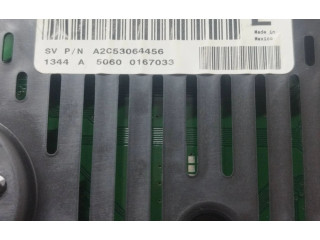 E
SV P/N A2C53064456
Made in
Mexico
1344 A 5060 0167033